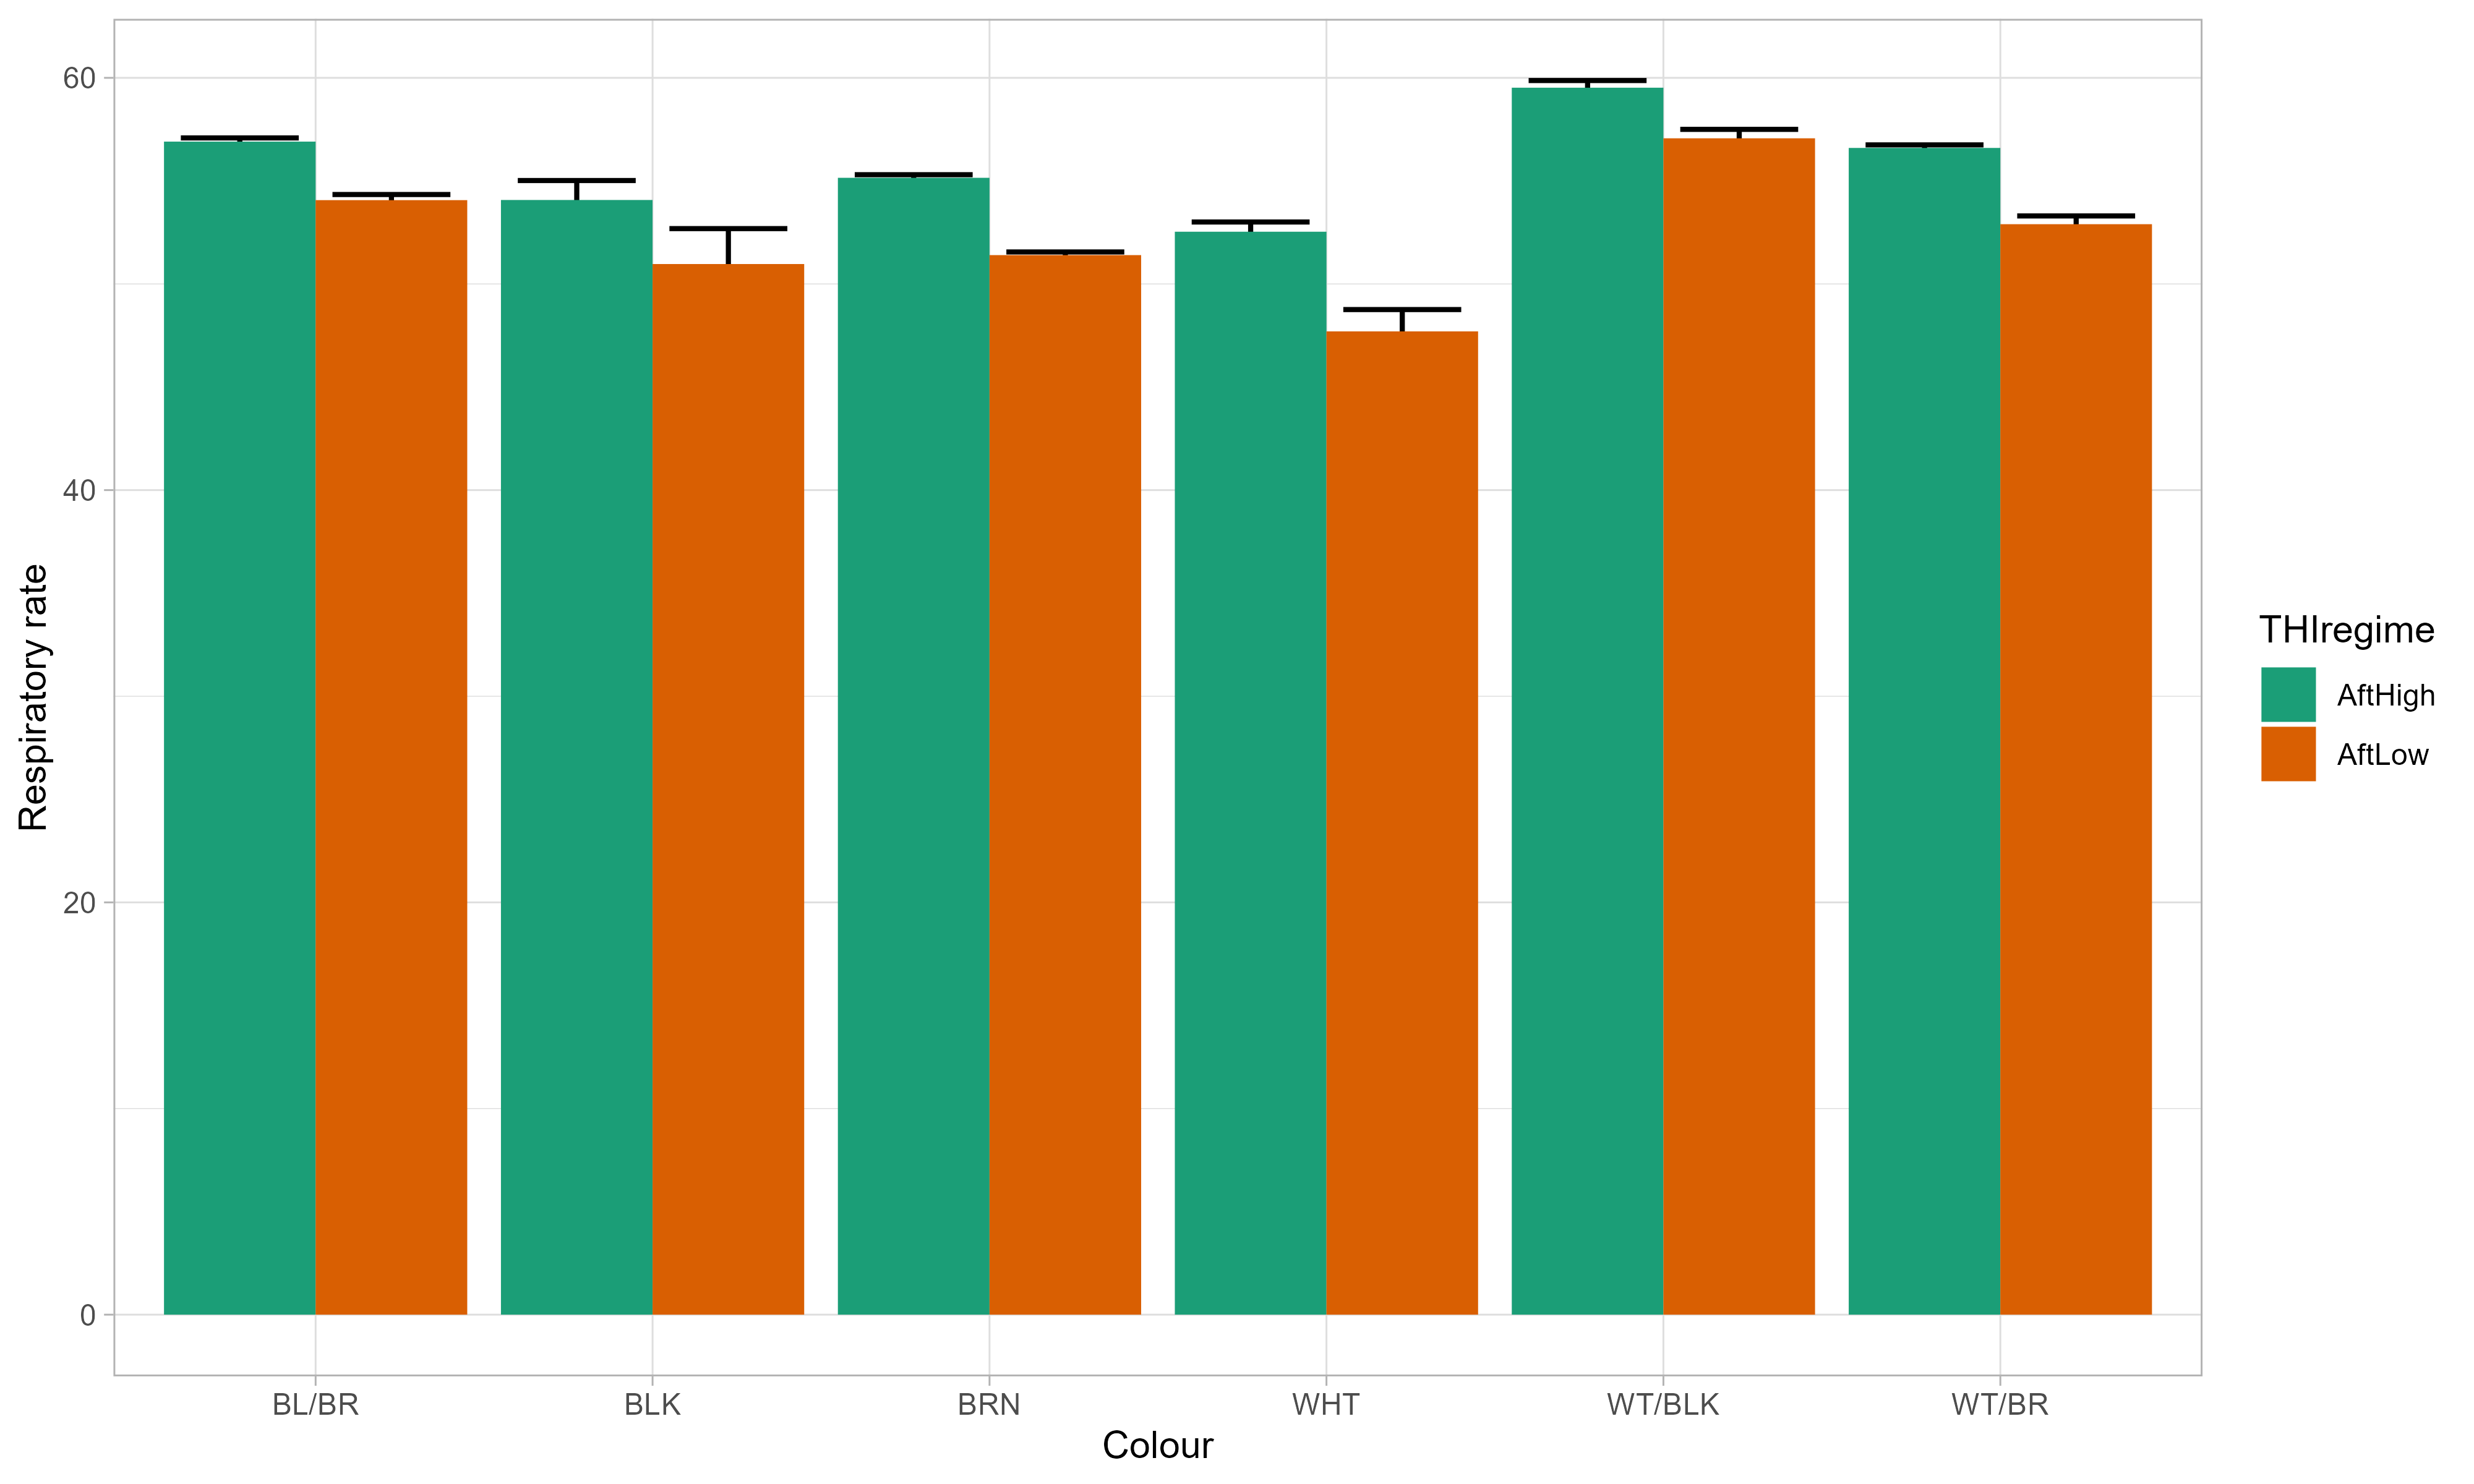 60
40
20
0
Respiratory rate
BL/BR BLK BRN WHT WT/BLK WT/BR
Colour
THIregime
AftHigh
AftLow